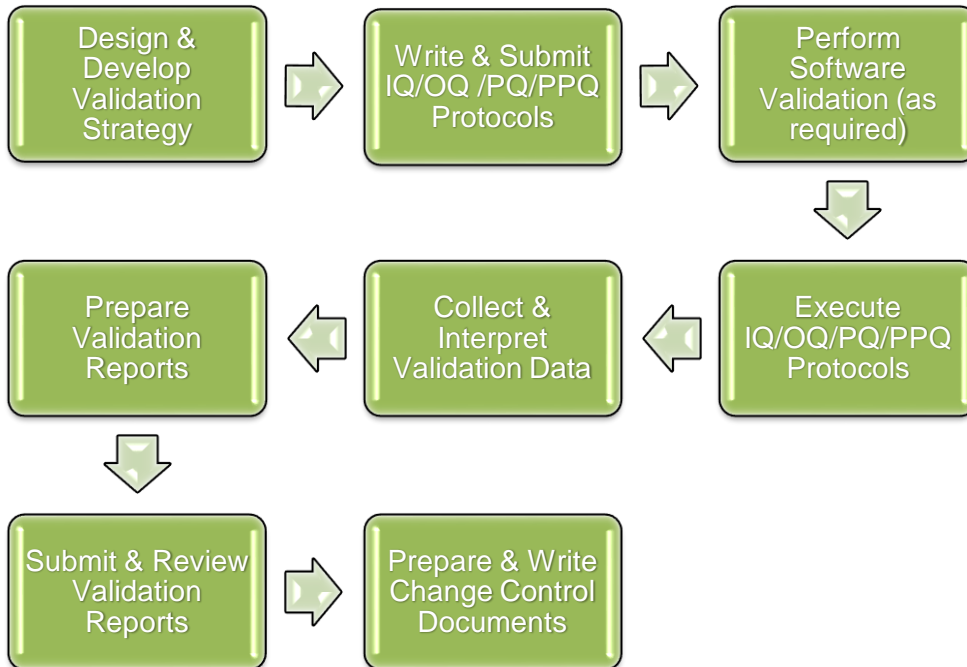 Design &
Develop
Validation
Strategy
Write & Submit
IQ/OQ /PQ/PPQ
Protocols
Perform
Software
Validation (as
required)
Execute
IQ/OQ/PQ/PPQ
Protocols
Collect &
Interpret
Validation Data
Prepare
Validation
Reports
Submit & Review
Validation
Reports
Prepare & Write
Change Control
Documents